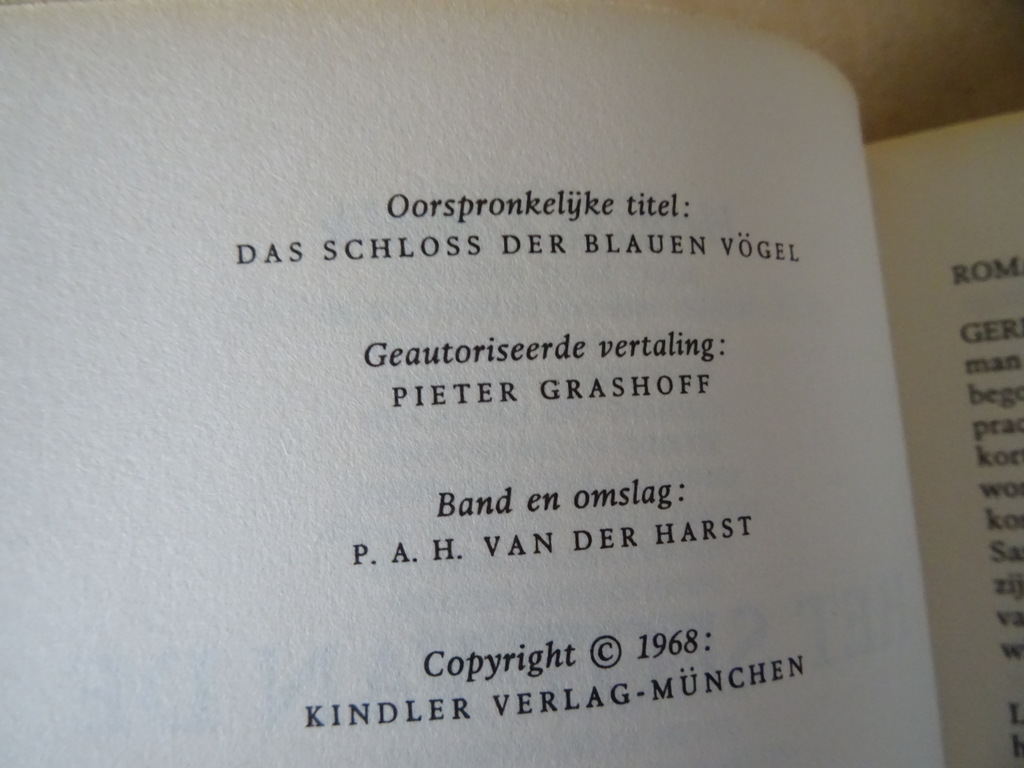 Oorspronkelijke titel:
DAS SCHLOSS DER BLAUEN VÖGEL
Geautoriseerde vertaling:
PIETER GRASHOFF
Band en omslag:
P. A. H. VAN DER HARST
Copyright © 1968:
KINDLER VERLAG-MÜNCHEN
man